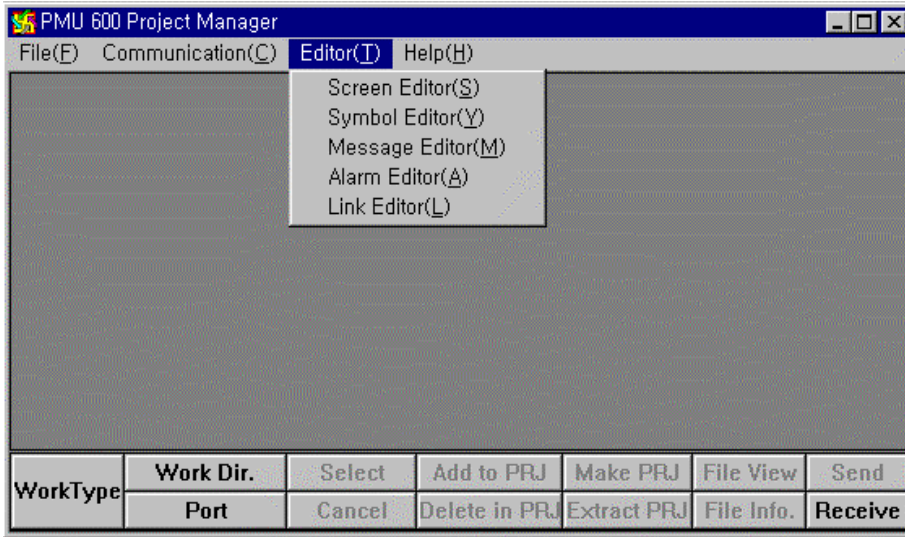 PMU 600 Project Manager
File(F) Communication(C) Editor(T) Help(H)
Screen Editor(S)
Symbol Editor(Y)
Message Editor(M)
Alarm Editor(A)
Link Editor(L)
WorkType
Work Dir. Select Add to PRJ Make PRJ File View Send
Port Cancel Delete in PRJ Extract PRJ File Info. Receive